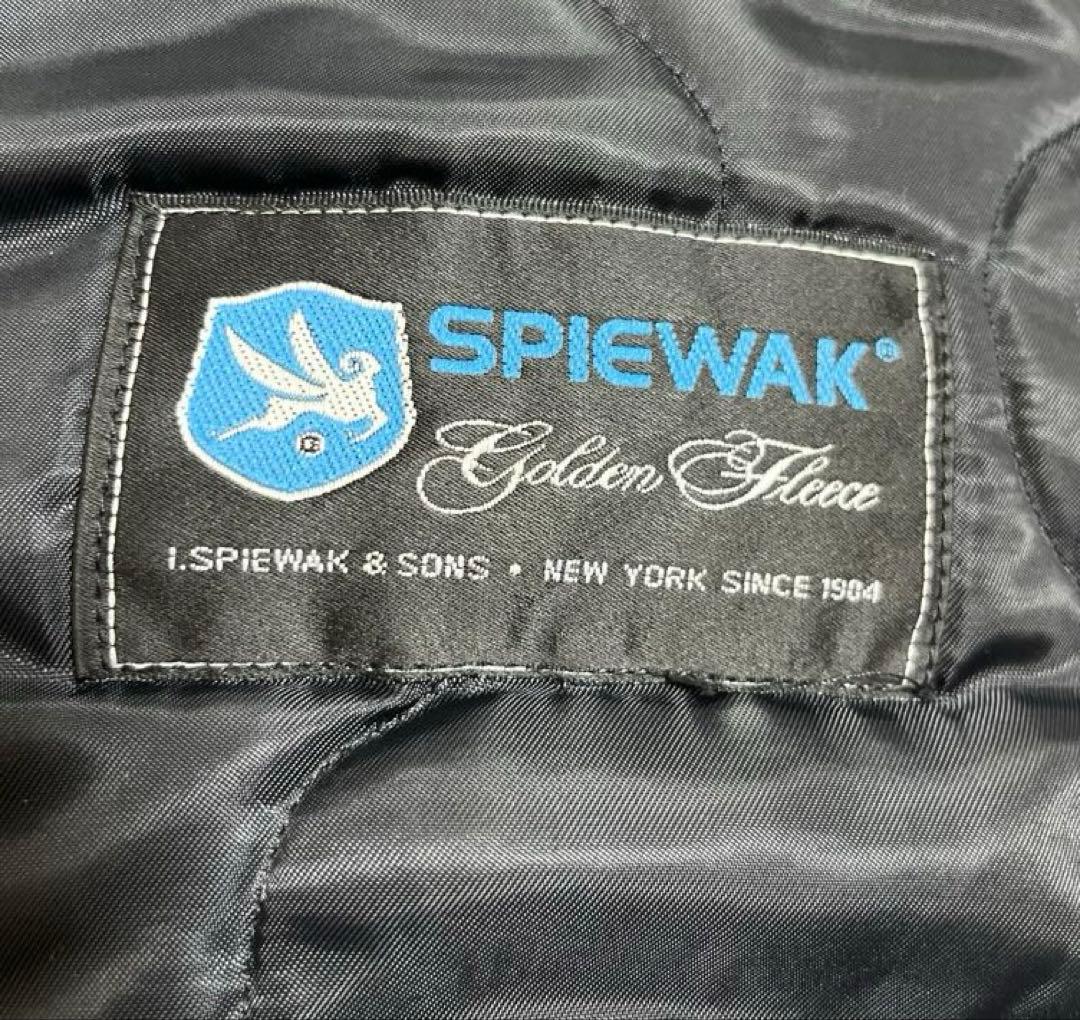 SPIEWAK®
Golden Fleece
I.SPIEWAK & SONS • NEW YORK SINCE 1904